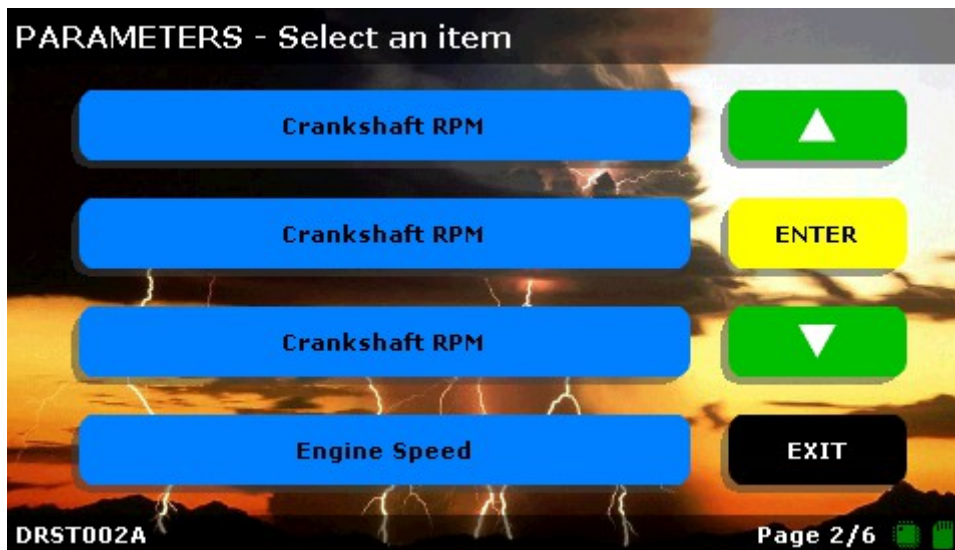 PARAMETERS - Select an item
Crankshaft RPM
Crankshaft RPM
ENTER
Crankshaft RPM
Engine Speed
EXIT
DRST002A
Page 2/6